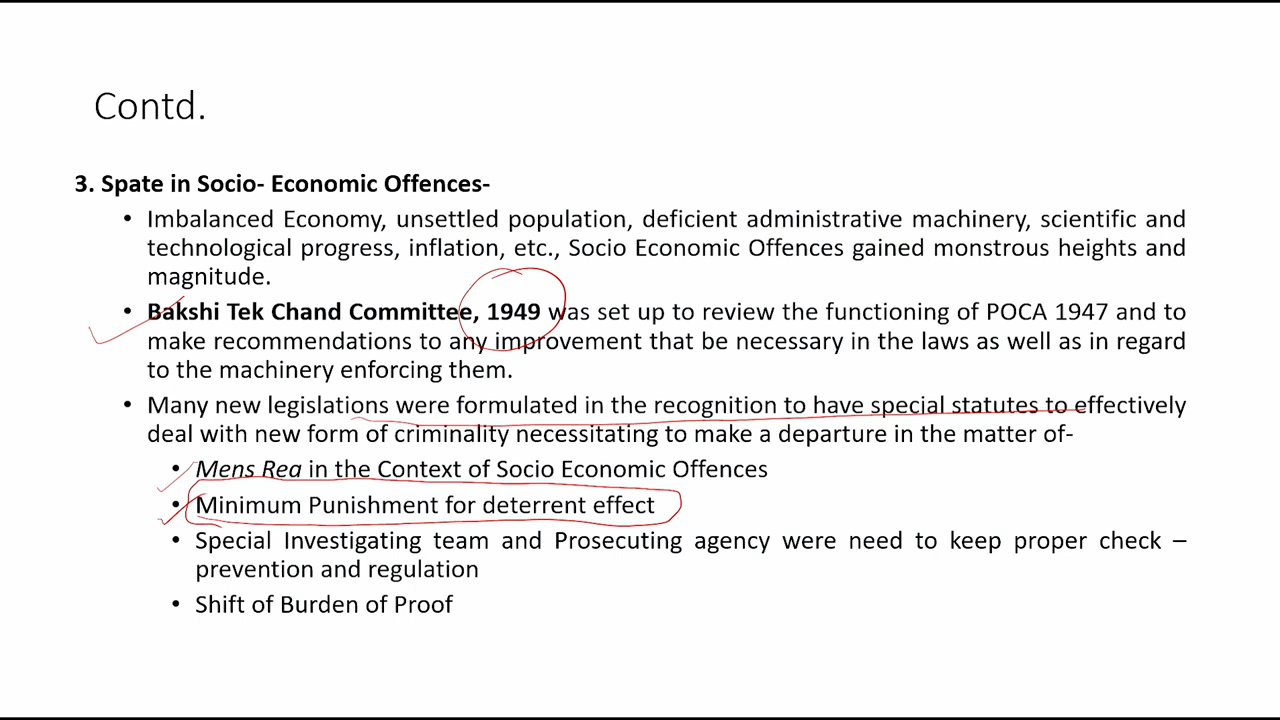 Contd.
3. Spate in Socio- Economic Offences-
• Imbalanced Economy, unsettled population, deficient administrative machinery, scientific and
technological progress, inflation, etc., Socio Economic Offences gained monstrous heights and
magnitude.
• Bakshi Tek Chand Committee, 1949 was set up to review the functioning of POCA 1947 and to
make recommendations to any improvement that be necessary in the laws as well as in regard
to the machinery enforcing them.
• Many new legislations were formulated in the recognition to have special statutes to effectively
deal with new form of criminality necessitating to make a departure in the matter of-
• Mens Rea in the Context of Socio Economic Offences
• Minimum Punishment for deterrent effect
• Special Investigating team and Prosecuting agency were need to keep proper check –
prevention and regulation
• Shift of Burden of Proof